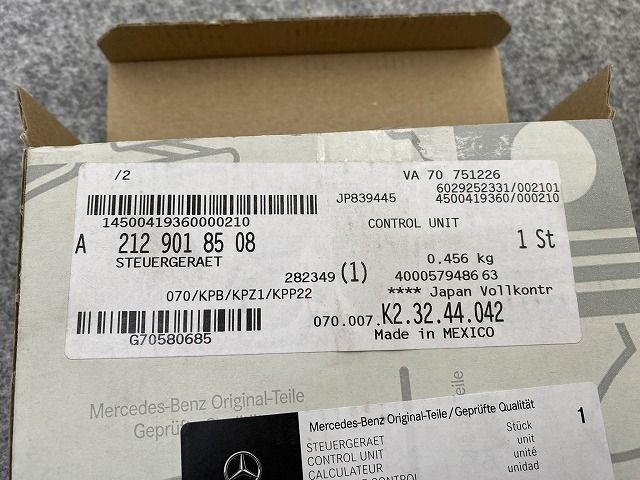 /2
VA 70 751226
6029252331/002101
JP839445 4500419360/000210
14500419360000210
CONTROL UNIT
A 212 901 85 08
1 St
STEUERGERAET
0.456 kg
282349 (1) 4000579486 63
070/KPB/KPZ1/KPP22
**** Japan Vollkontr
070.007.K2.32.44.042
G70580685
Made in MEXICO
Mercedes-Benz Original-Teile
Geprüfte
Mercedes-Benz Original-Teile/Geprüfte Qualität
1
STEUERGERAET Stück
CONTROL UNIT unit
CALCULATEUR unité
CONTROL unidad